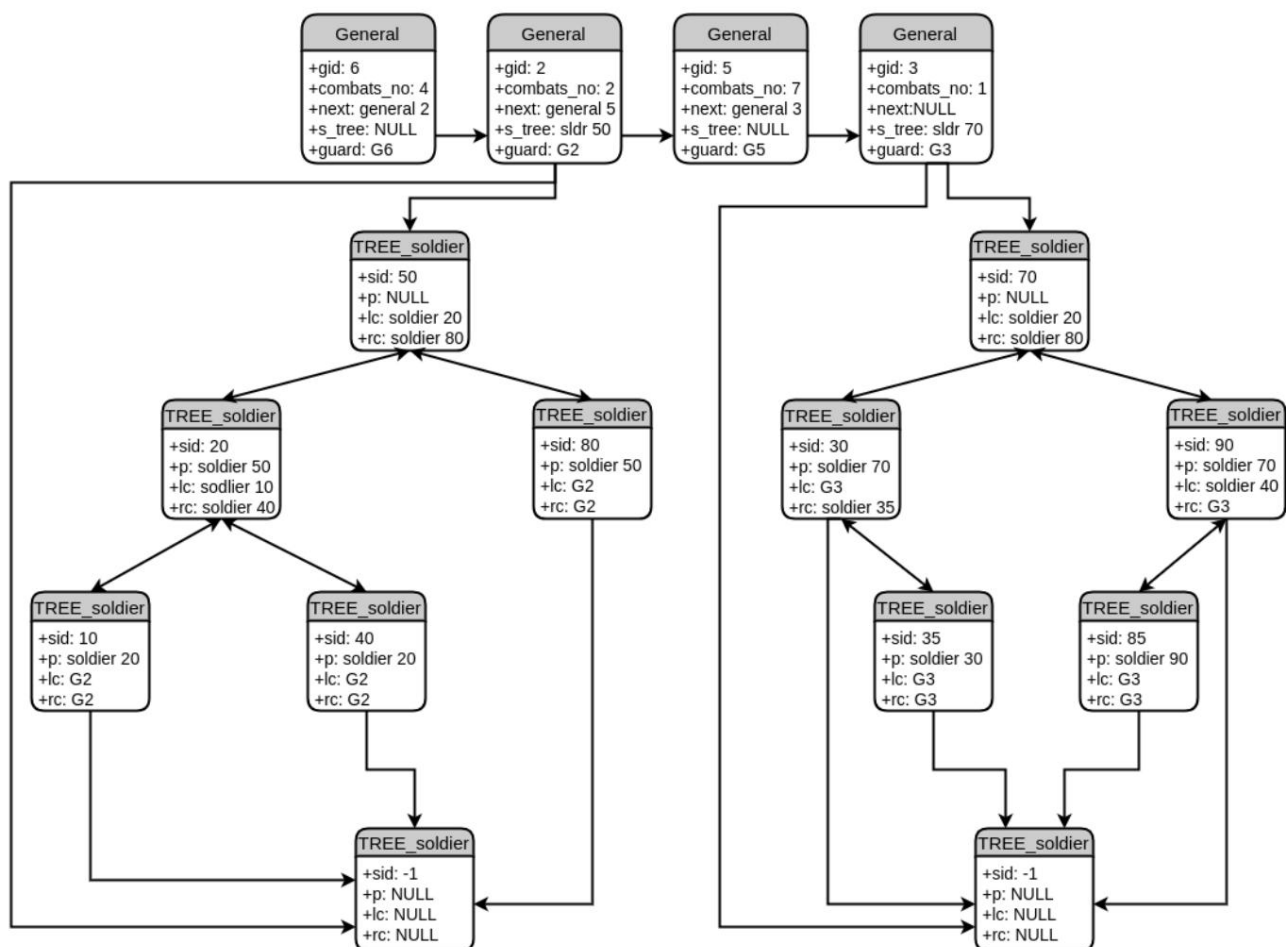 General
+gid: 6
+combats_no: 4
+next: general 2
+s_tree: NULL
+guard: G6
General
+gid: 2
+combats_no: 2
+next: general 5
+s_tree: sldr 50
+guard: G2
General
+gid: 5
+combats_no: 7
+next: general 3
+s_tree: NULL
+guard: G5
General
+gid: 3
+combats_no: 1
+next:NULL
+s_tree: sldr 70
+guard: G3
TREE_soldier
+sid: 50
+p: NULL
+lc: soldier 20
+rc: soldier 80
TREE_soldier
+sid: 70
+p: NULL
+lc: soldier 20
+rc: soldier 80
TREE_soldier
+sid: 20
+p: soldier 50
+lc: sodlier 10
+rc: soldier 40
TREE_soldier
+sid: 80
+p: soldier 50
+lc: G2
+rc: G2
TREE_soldier
+sid: 30
+p: soldier 70
+lc: G3
+rc: soldier 35
TREE_soldier
+sid: 90
+p: soldier 70
+lc: soldier 40
+rc: G3
TREE_soldier
+sid: 10
+p: soldier 20
+lc: G2
+rc: G2
TREE_soldier
+sid: 40
+p: soldier 20
+lc: G2
+rc: G2
TREE_soldier
+sid: 35
+p: soldier 30
+lc: G3
+rc: G3
TREE_soldier
+sid: 85
+p: soldier 90
+lc: G3
+rc: G3
TREE_soldier
+sid: -1
+p: NULL
+lc: NULL
+rc: NULL
TREE_soldier
+sid: -1
+p: NULL
+lc: NULL
+rc: NULL